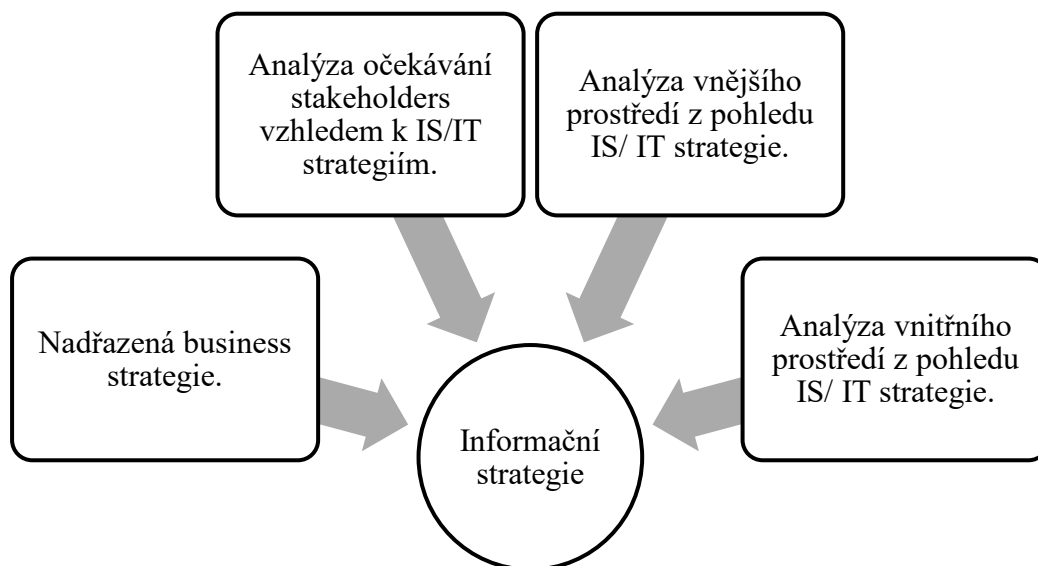 Analýza očekávání
stakeholders
vzhledem k IS/IT
strategiím.
Analýza vnějšího
prostředí z pohledu
IS/ IT strategie.
Nadřazená business
strategie.
Analýza vnitřního
prostředí z pohledu
IS/ IT strategie.
Informační
strategie